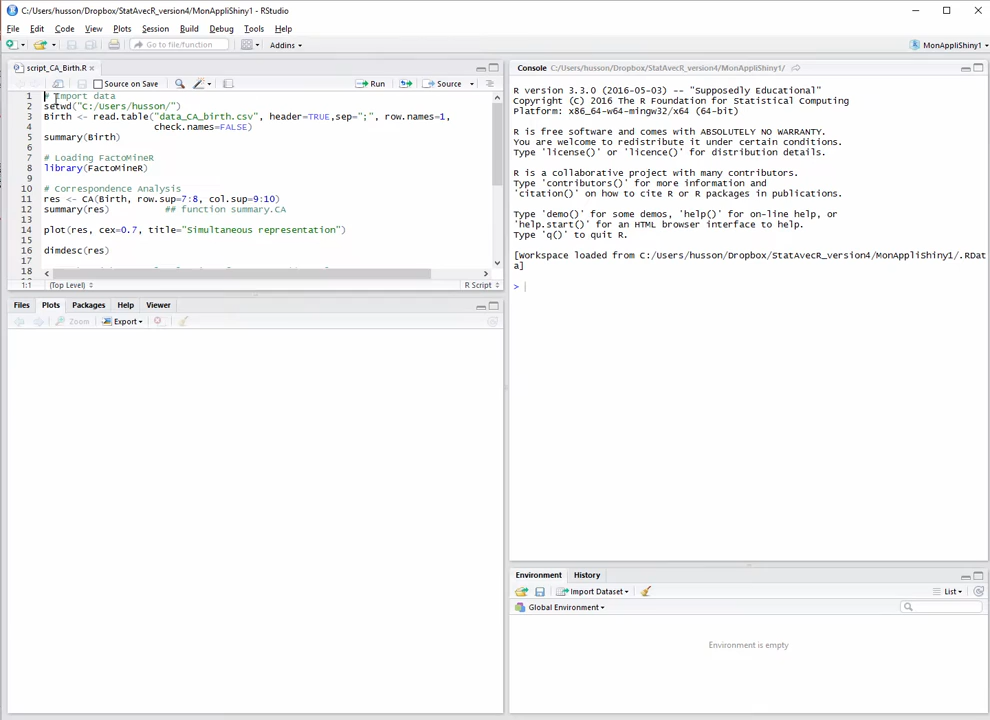 C:/Users/husson/Dropbox/StatAvecR_version4/MonAppliShiny1 - RStudio
File Edit Code View Plots Session Build Debug Tools Help
Go to file/function Addins MonAppliShiny1
script_CA_Birth.R
Source on Save Run Source
1 # Import data
2 setwd("C:/Users/husson/")
3 Birth <- read.table("data_CA_birth.csv", header=TRUE,sep=";", row.names=1,
4 check.names=FALSE)
5 summary(Birth)
6
7 # Loading FactoMineR
8 library(FactoMineR)
9
10 # Correspondence Analysis
11 res <- CA(Birth, row.sup=7:8, col.sup=9:10)
12 summary(res) ## function summary.CA
13
14 plot(res, cex=0.7, title="Simultaneous representation")
15
16 dimdesc(res)
17
18
1:1 (Top Level) R Script
Files Plots Packages Help Viewer
Zoom Export
Console C:/Users/husson/Dropbox/StatAvecR_version4/MonAppliShiny1/
R version 3.3.0 (2016-05-03) -- "Supposedly Educational"
Copyright (C) 2016 The R Foundation for Statistical Computing
Platform: x86_64-w64-mingw32/x64 (64-bit)
R is free software and comes with ABSOLUTELY NO WARRANTY.
You are welcome to redistribute it under certain conditions.
Type 'license()' or 'licence()' for distribution details.
R is a collaborative project with many contributors.
Type 'contributors()' for more information and
'citation()' on how to cite R or R packages in publications.
Type 'demo()' for some demos, 'help()' for on-line help, or
'help.start()' for an HTML browser interface to help.
Type 'q()' to quit R.
[Workspace loaded from C:/Users/husson/Dropbox/StatAvecR_version4/MonAppliShiny1/.RDat
a]
>
Environment History
Import Dataset List
Global Environment
Environment is empty